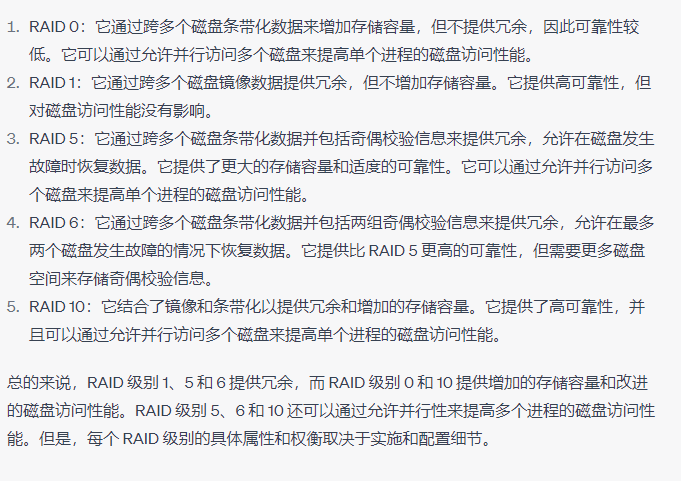 1. RAID 0：它通过跨多个磁盘条带化数据来增加存储容量，但不提供冗余，因此可靠性较
低。它可以通过允许并行访问多个磁盘来提高单个进程的磁盘访问性能。
2. RAID 1：它通过跨多个磁盘镜像数据提供冗余，但不增加存储容量。它提供高可靠性，但
对磁盘访问性能没有影响。
3. RAID 5：它通过跨多个磁盘条带化数据并包括奇偶校验信息来提供冗余，允许在磁盘发生
故障时恢复数据。它提供了更大的存储容量和适度的可靠性。它可以通过允许并行访问多
个磁盘来提高单个进程的磁盘访问性能。
4. RAID 6：它通过跨多个磁盘条带化数据并包括两组奇偶校验信息来提供冗余，允许在最多
两个磁盘发生故障的情况下恢复数据。它提供比 RAID 5 更高的可靠性，但需要更多磁盘
空间来存储奇偶校验信息。
5. RAID 10：它结合了镜像和条带化以提供冗余和增加的存储容量。它提供了高可靠性，并
且可以通过允许并行访问多个磁盘来提高单个进程的磁盘访问性能。
总的来说，RAID 级别 1、5 和 6 提供冗余，而 RAID 级别 0 和 10 提供增加的存储容量和改进
的磁盘访问性能。RAID 级别 5、6 和 10 还可以通过允许并行性来提高多个进程的磁盘访问性
能。但是，每个 RAID 级别的具体属性和权衡取决于实施和配置细节。